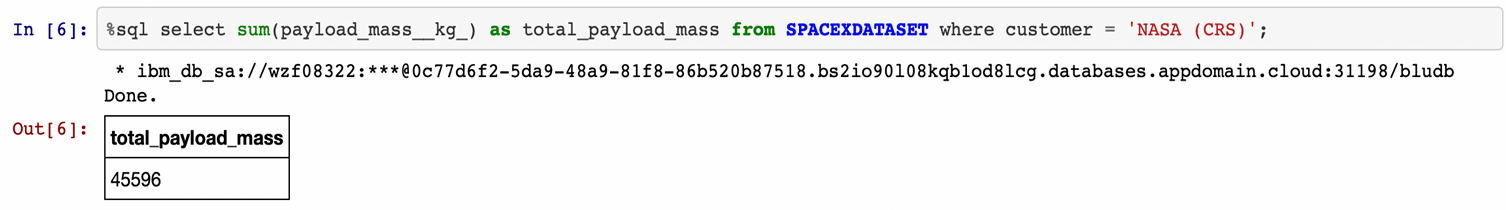 In [6]: %sql select sum(payload_mass__kg_) as total_payload_mass from SPACEXDATASET where customer = 'NASA (CRS)';
* ibm_db_sa://wzf08322:***@0c77d6f2-5da9-48a9-81f8-86b520b87518.bs2io90l08kqb1od8lcg.databases.appdomain.cloud:31198/bludb
Done.
Out[6]: total_payload_mass
45596